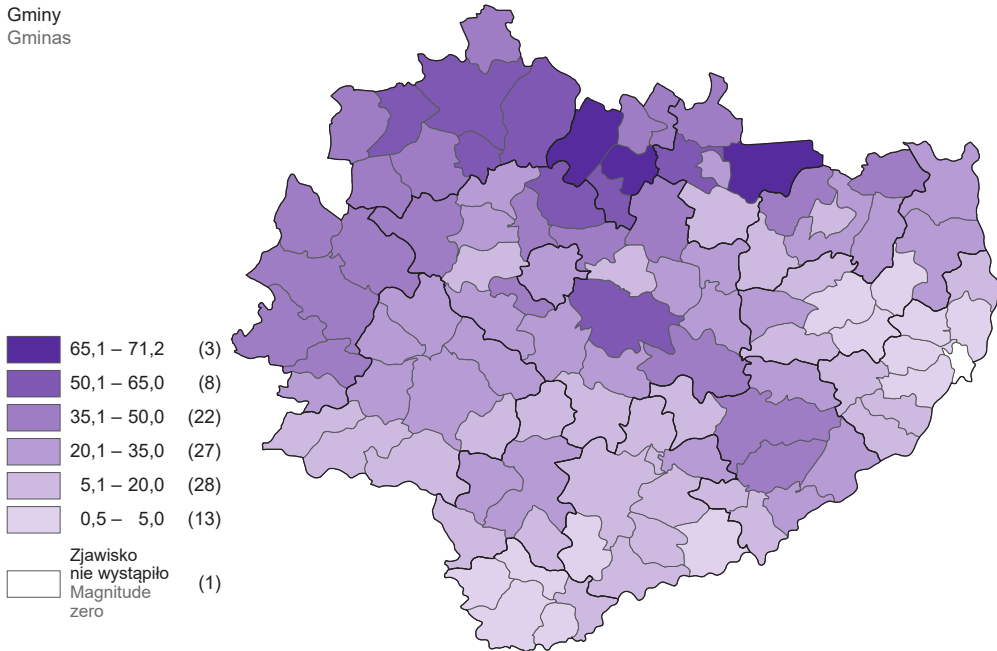 Gminy
Gminas
65,1 – 71,2 (3)
50,1 – 65,0 (8)
35,1 – 50,0 (22)
20,1 – 35,0 (27)
5,1 – 20,0 (28)
0,5 – 5,0 (13)
Zjawisko
nie wystąpiło
Magnitude
zero
(1)